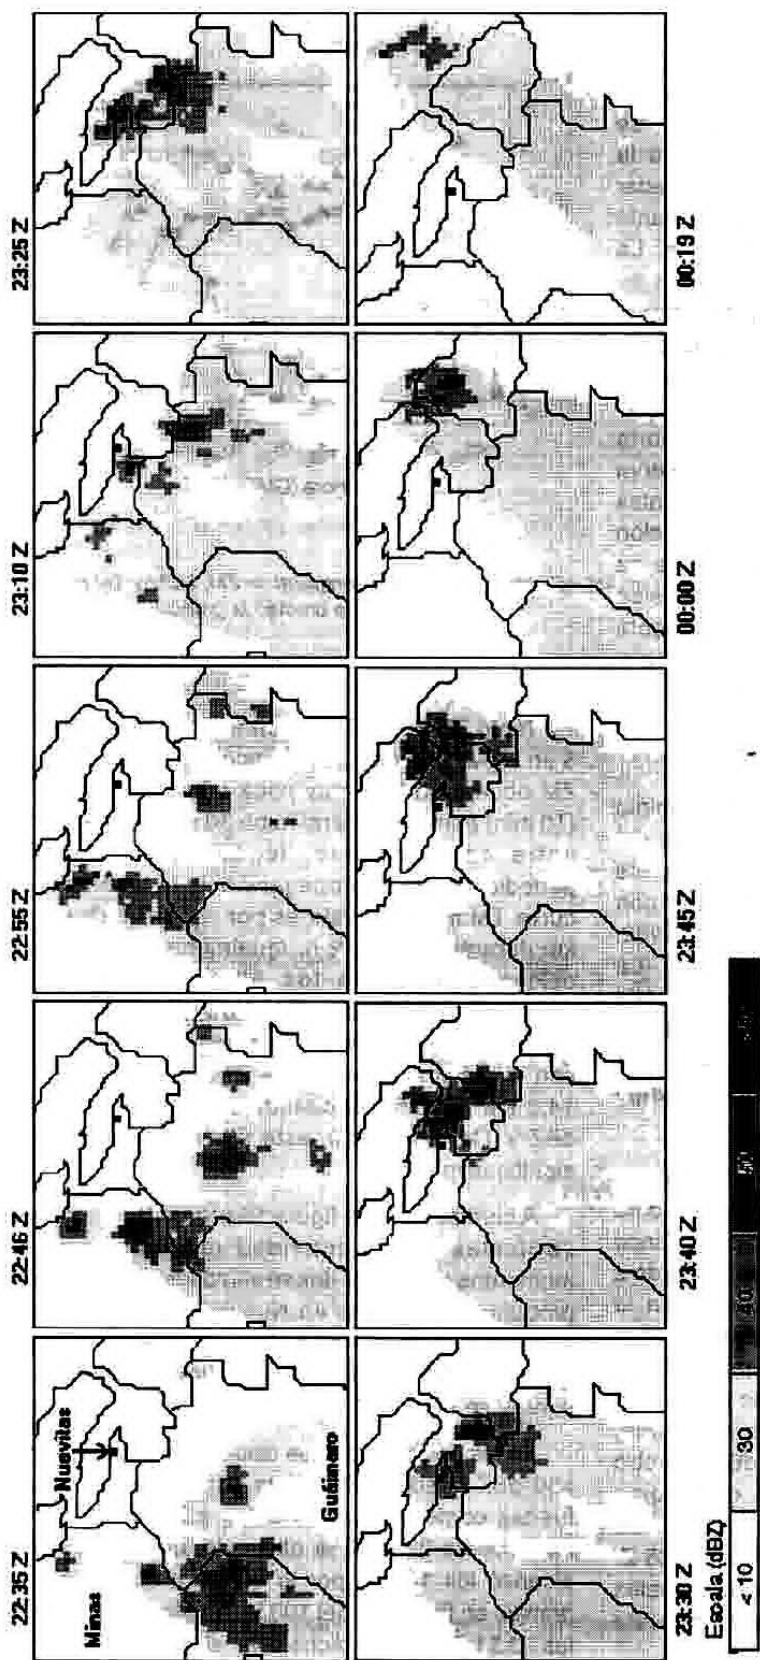 22:35 Z
22:46 Z
22:55 Z
23:10 Z
23:25 Z
Minas
Nuevitas
Guáimaro
23:30 Z
23:40 Z
23:45 Z
00:00 Z
00:19 Z
Escala (dBZ)
< 10
30
40
50